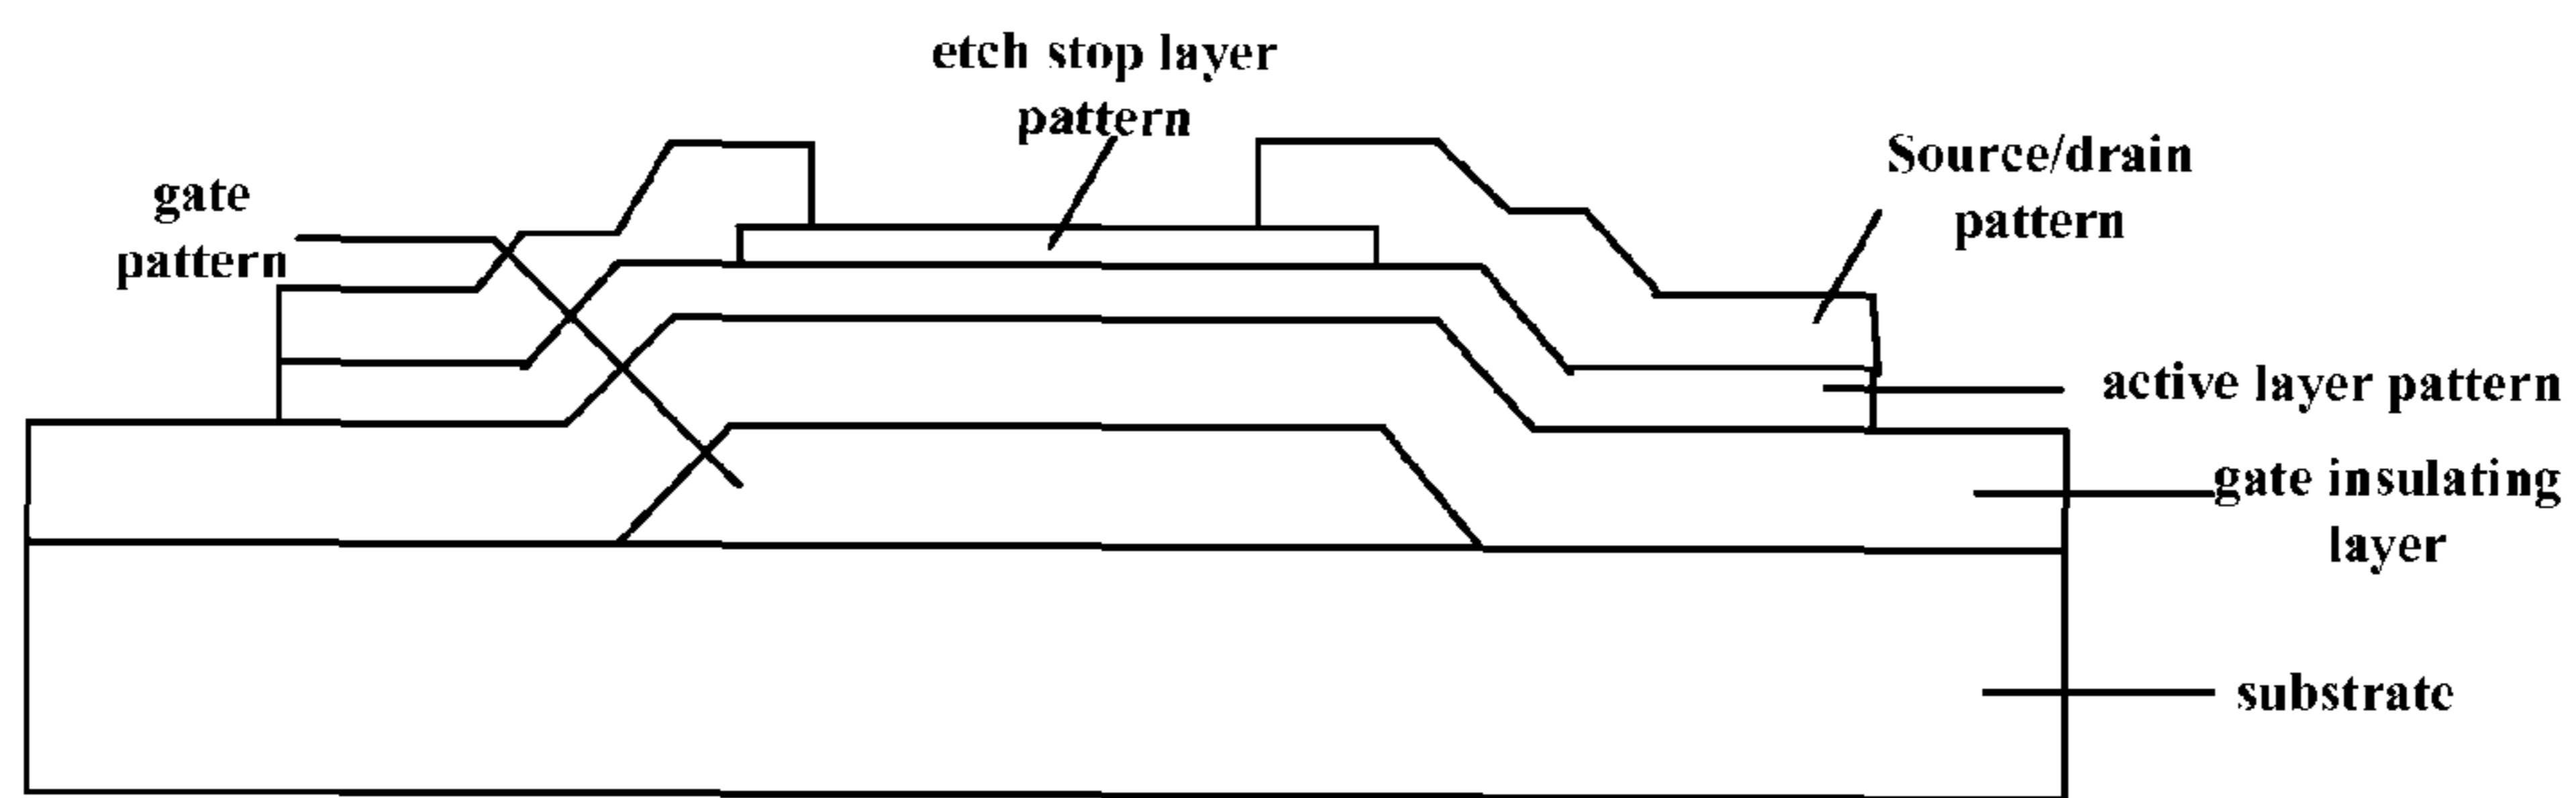 etch stop layer
pattern
gate
pattern
Source/drain
pattern
active layer pattern
gate insulating
layer
substrate